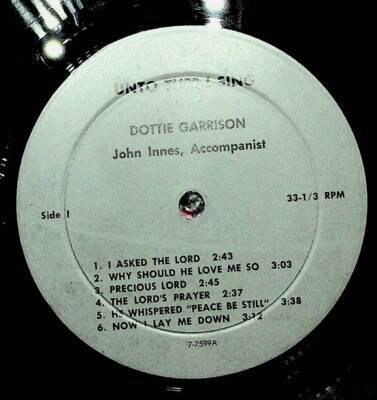 UNTO THEE I SING
DOTTIE GARRISON
John Innes, Accompanist
Side I
33-1/3 RPM
1. I ASKED THE LORD 2:43
2. WHY SHOULD HE LOVE ME SO 3:03
3. PRECIOUS LORD 2:45
4. THE LORD'S PRAYER 2:37
5. HE WHISPERED "PEACE BE STILL" 3:38
6. NOW I LAY ME DOWN 3:12
7-7599A